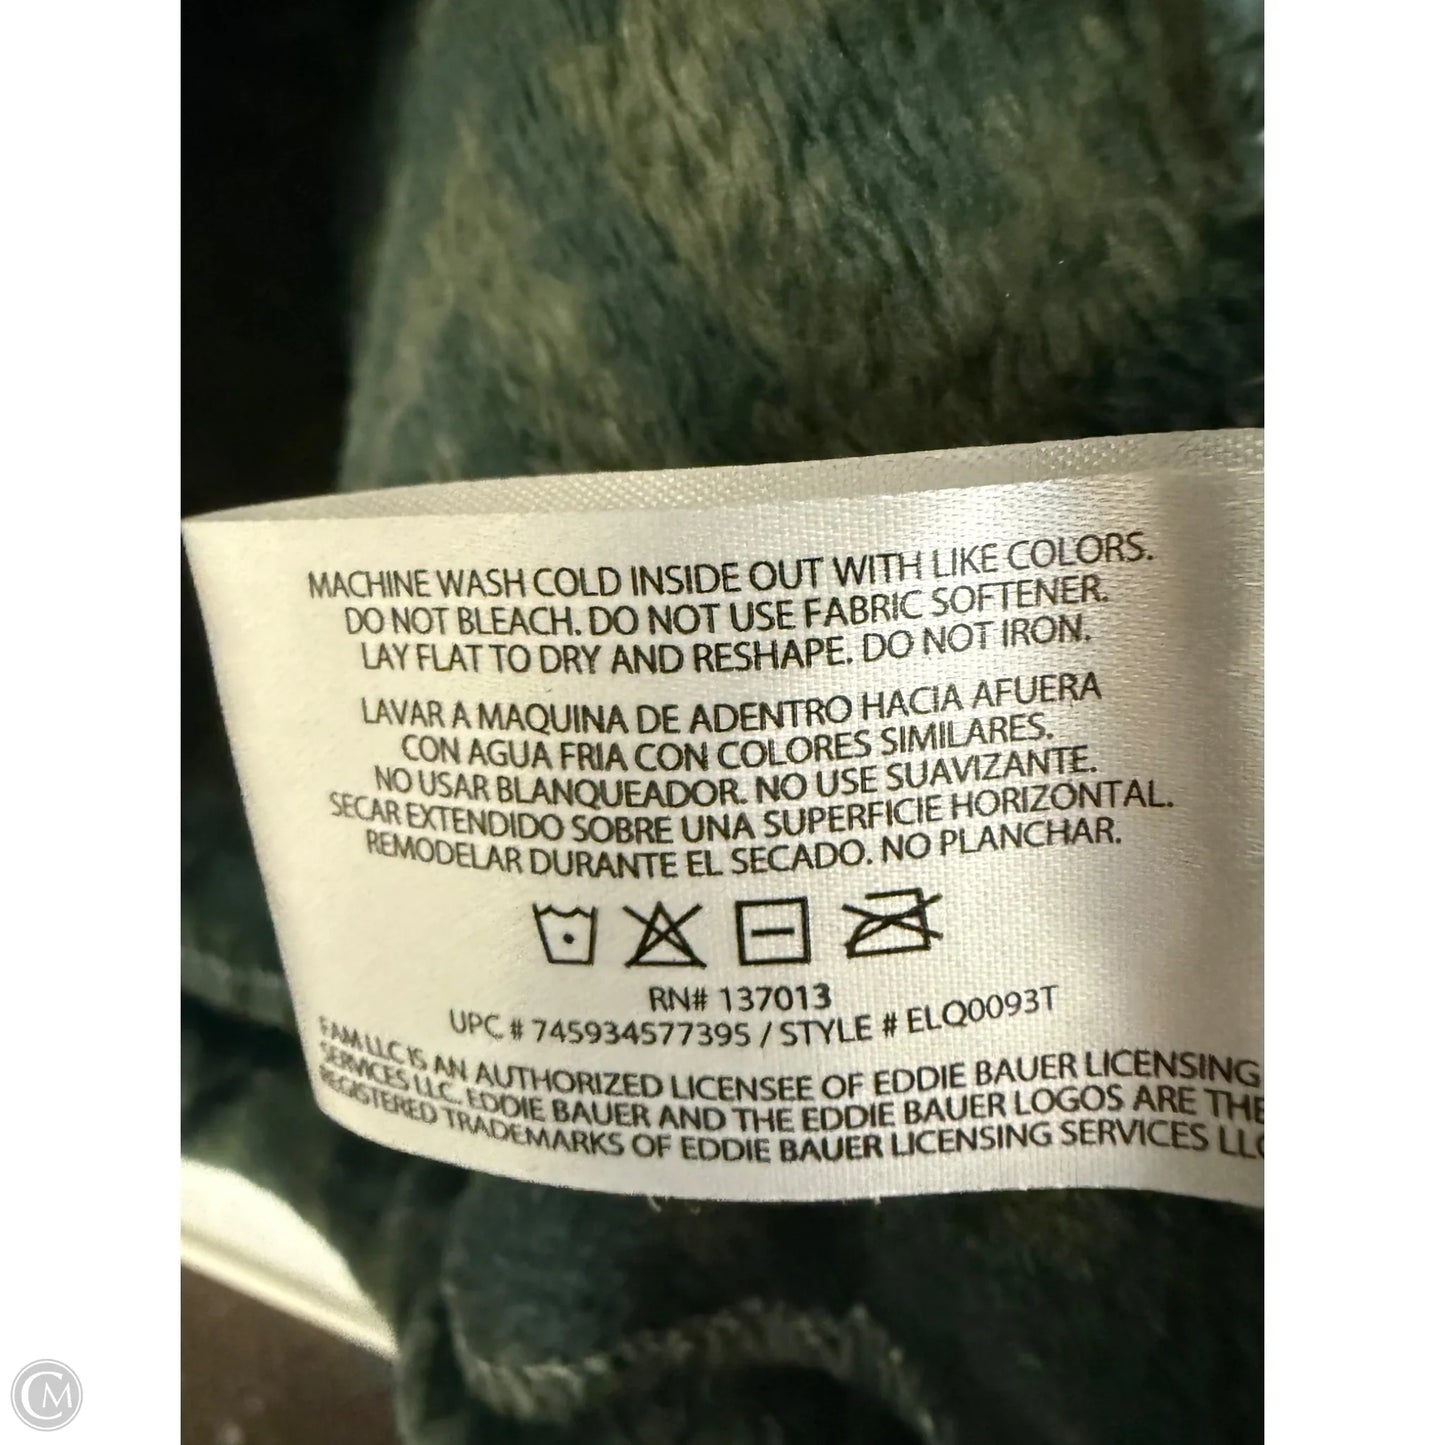 MACHINE WASH COLD INSIDE OUT WITH LIKE COLORS.
DO NOT BLEACH. DO NOT USE FABRIC SOFTENER.
LAY FLAT TO DRY AND RESHAPE. DO NOT IRON.
LAVAR A MAQUINA DE ADENTRO HACIA AFUERA
CON AGUA FRIA CON COLORES SIMILARES.
NO USAR BLANQUEADOR. NO USE SUAVIZANTE.
SECAR EXTENDIDO SOBRE UNA SUPERFICIE HORIZONTAL.
REMODELAR DURANTE EL SECADO. NO PLANCHAR.
RN# 137013
UPC # 745934577395 / STYLE # ELQ0093T
FAM LLC IS AN AUTHORIZED LICENSEE OF EDDIE BAUER LICENSING
SERVICES LLC. EDDIE BAUER AND THE EDDIE BAUER LOGOS ARE THE
REGISTERED TRADEMARKS OF EDDIE BAUER LICENSING SERVICES LLC
CM